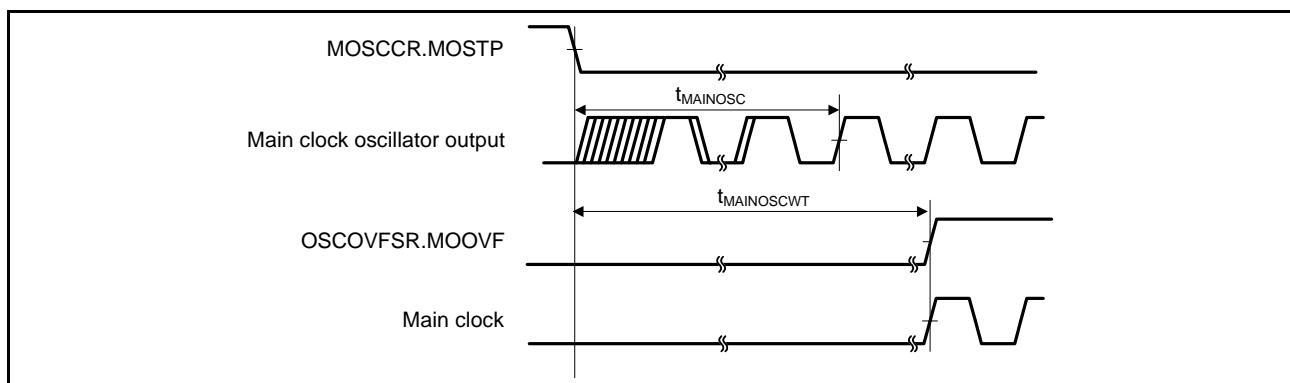 MOSCCR.MOSTP
tMAINOSC
Main clock oscillator output
tMAINOSCWT
OSCOVFSR.MOOVF
Main clock